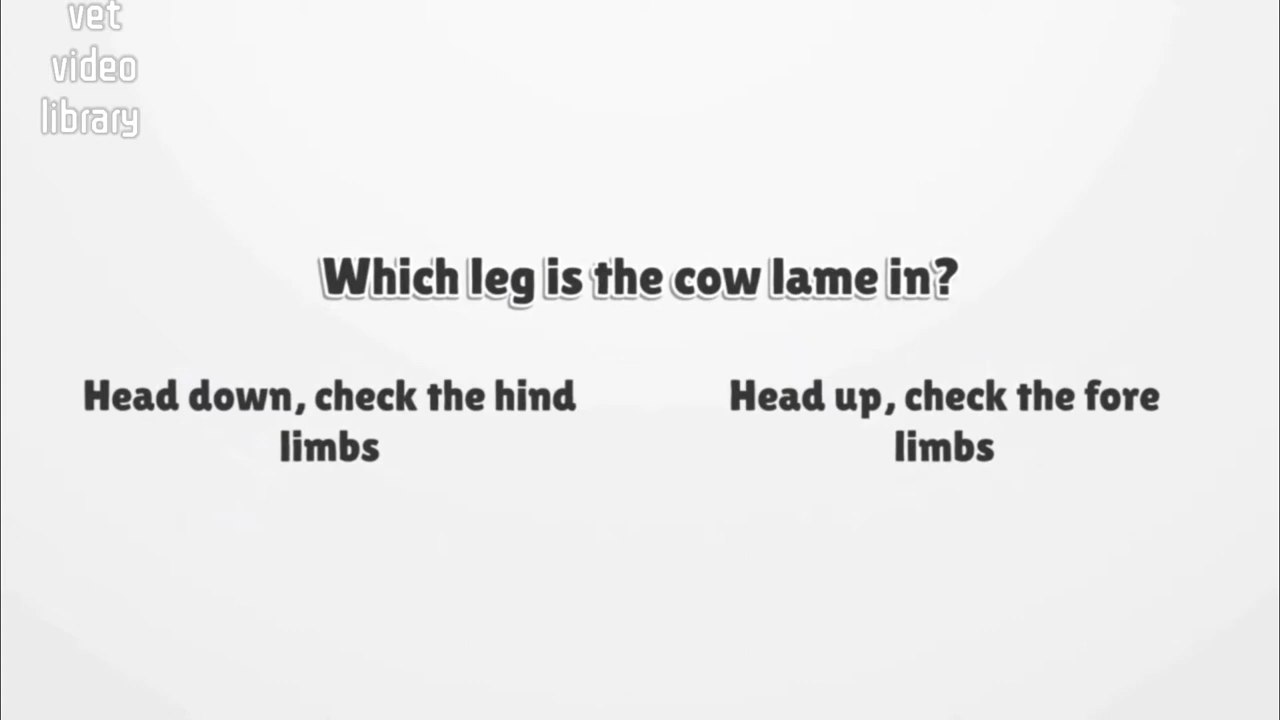 vet
video
library
Which leg is the cow lame in?
Head down, check the hind
limbs
Head up, check the fore
limbs